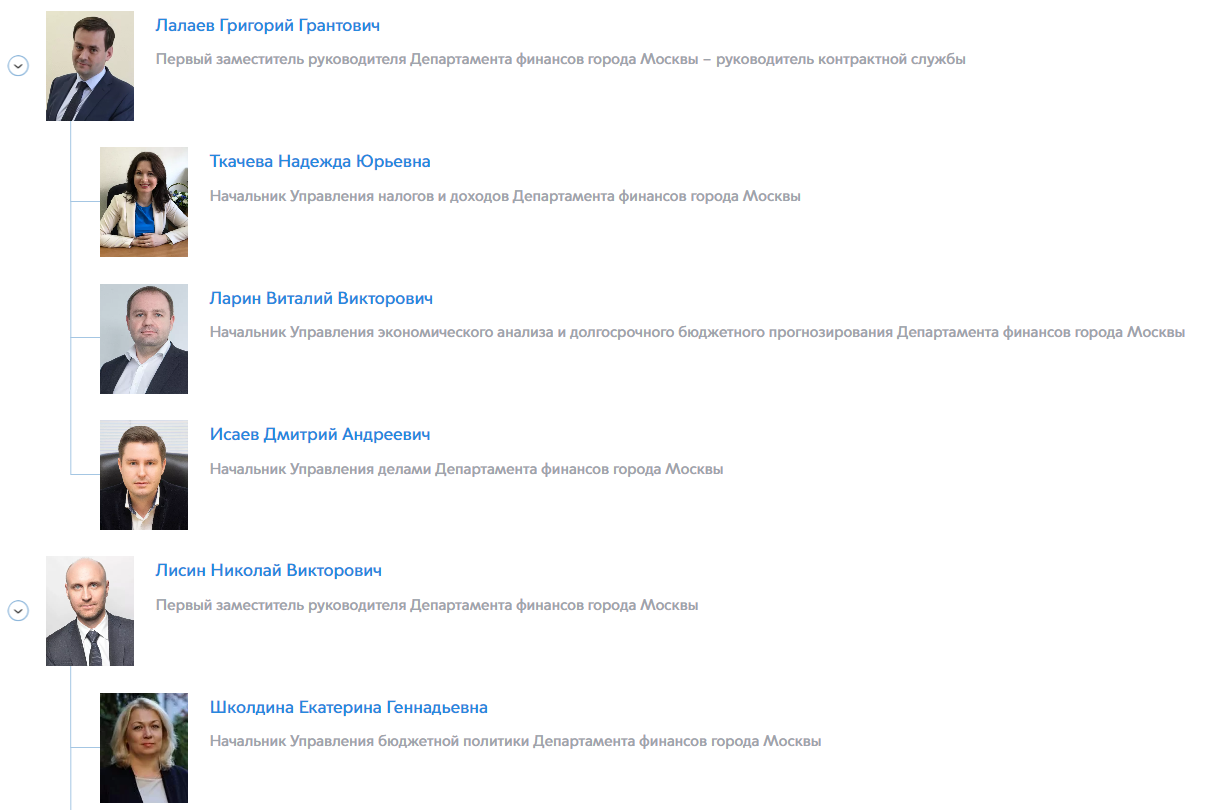 Лалаев Григорий Грантович
Первый заместитель руководителя Департамента финансов города Москвы – руководитель контрактной службы
Ткачева Надежда Юрьевна
Начальник Управления налогов и доходов Департамента финансов города Москвы
Ларин Виталий Викторович
Начальник Управления экономического анализа и долгосрочного бюджетного прогнозирования Департамента финансов города Москвы
Исаев Дмитрий Андреевич
Начальник Управления делами Департамента финансов города Москвы
Лисин Николай Викторович
Первый заместитель руководителя Департамента финансов города Москвы
Школдина Екатерина Геннадьевна
Начальник Управления бюджетной политики Департамента финансов города Москвы